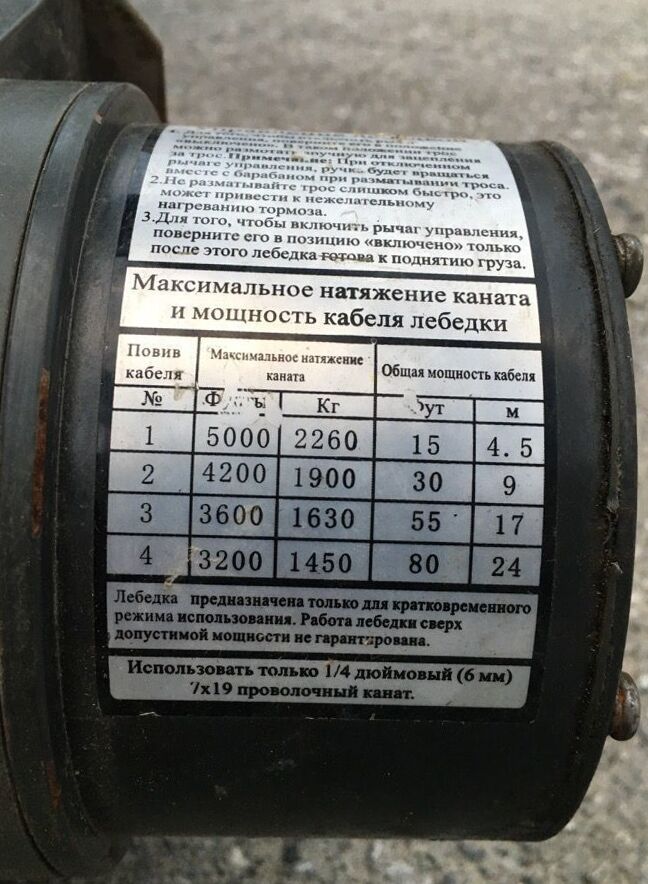 «выключено». В таком положении трос
можно размотать вручную для зацепления
за трос. Примечание: При отключенном
рычаге управления, ручка будет вращаться
вместе с барабаном при разматывании троса.
2.Не разматывайте трос слишком быстро, это
может привести к нежелательному
нагреванию тормоза.
3.Для того, чтобы включить рычаг управления,
поверните его в позицию «включено» только
после этого лебедка готова к поднятию груза.
Максимальное натяжение каната
и мощность кабеля лебедки
Повив кабеля Максимальное натяжение каната Общая мощность кабеля
№ Кг м
1 5000 2260 15 4.5
2 4200 1900 30 9
3 3600 1630 55 17
4 3200 1450 80 24
Лебедка предназначена только для кратковременного
режима использования. Работа лебедки сверх
допустимой мощности не гарантирована.
Использовать только 1/4 дюймовый (6 мм)
7x19 проволочный канат.